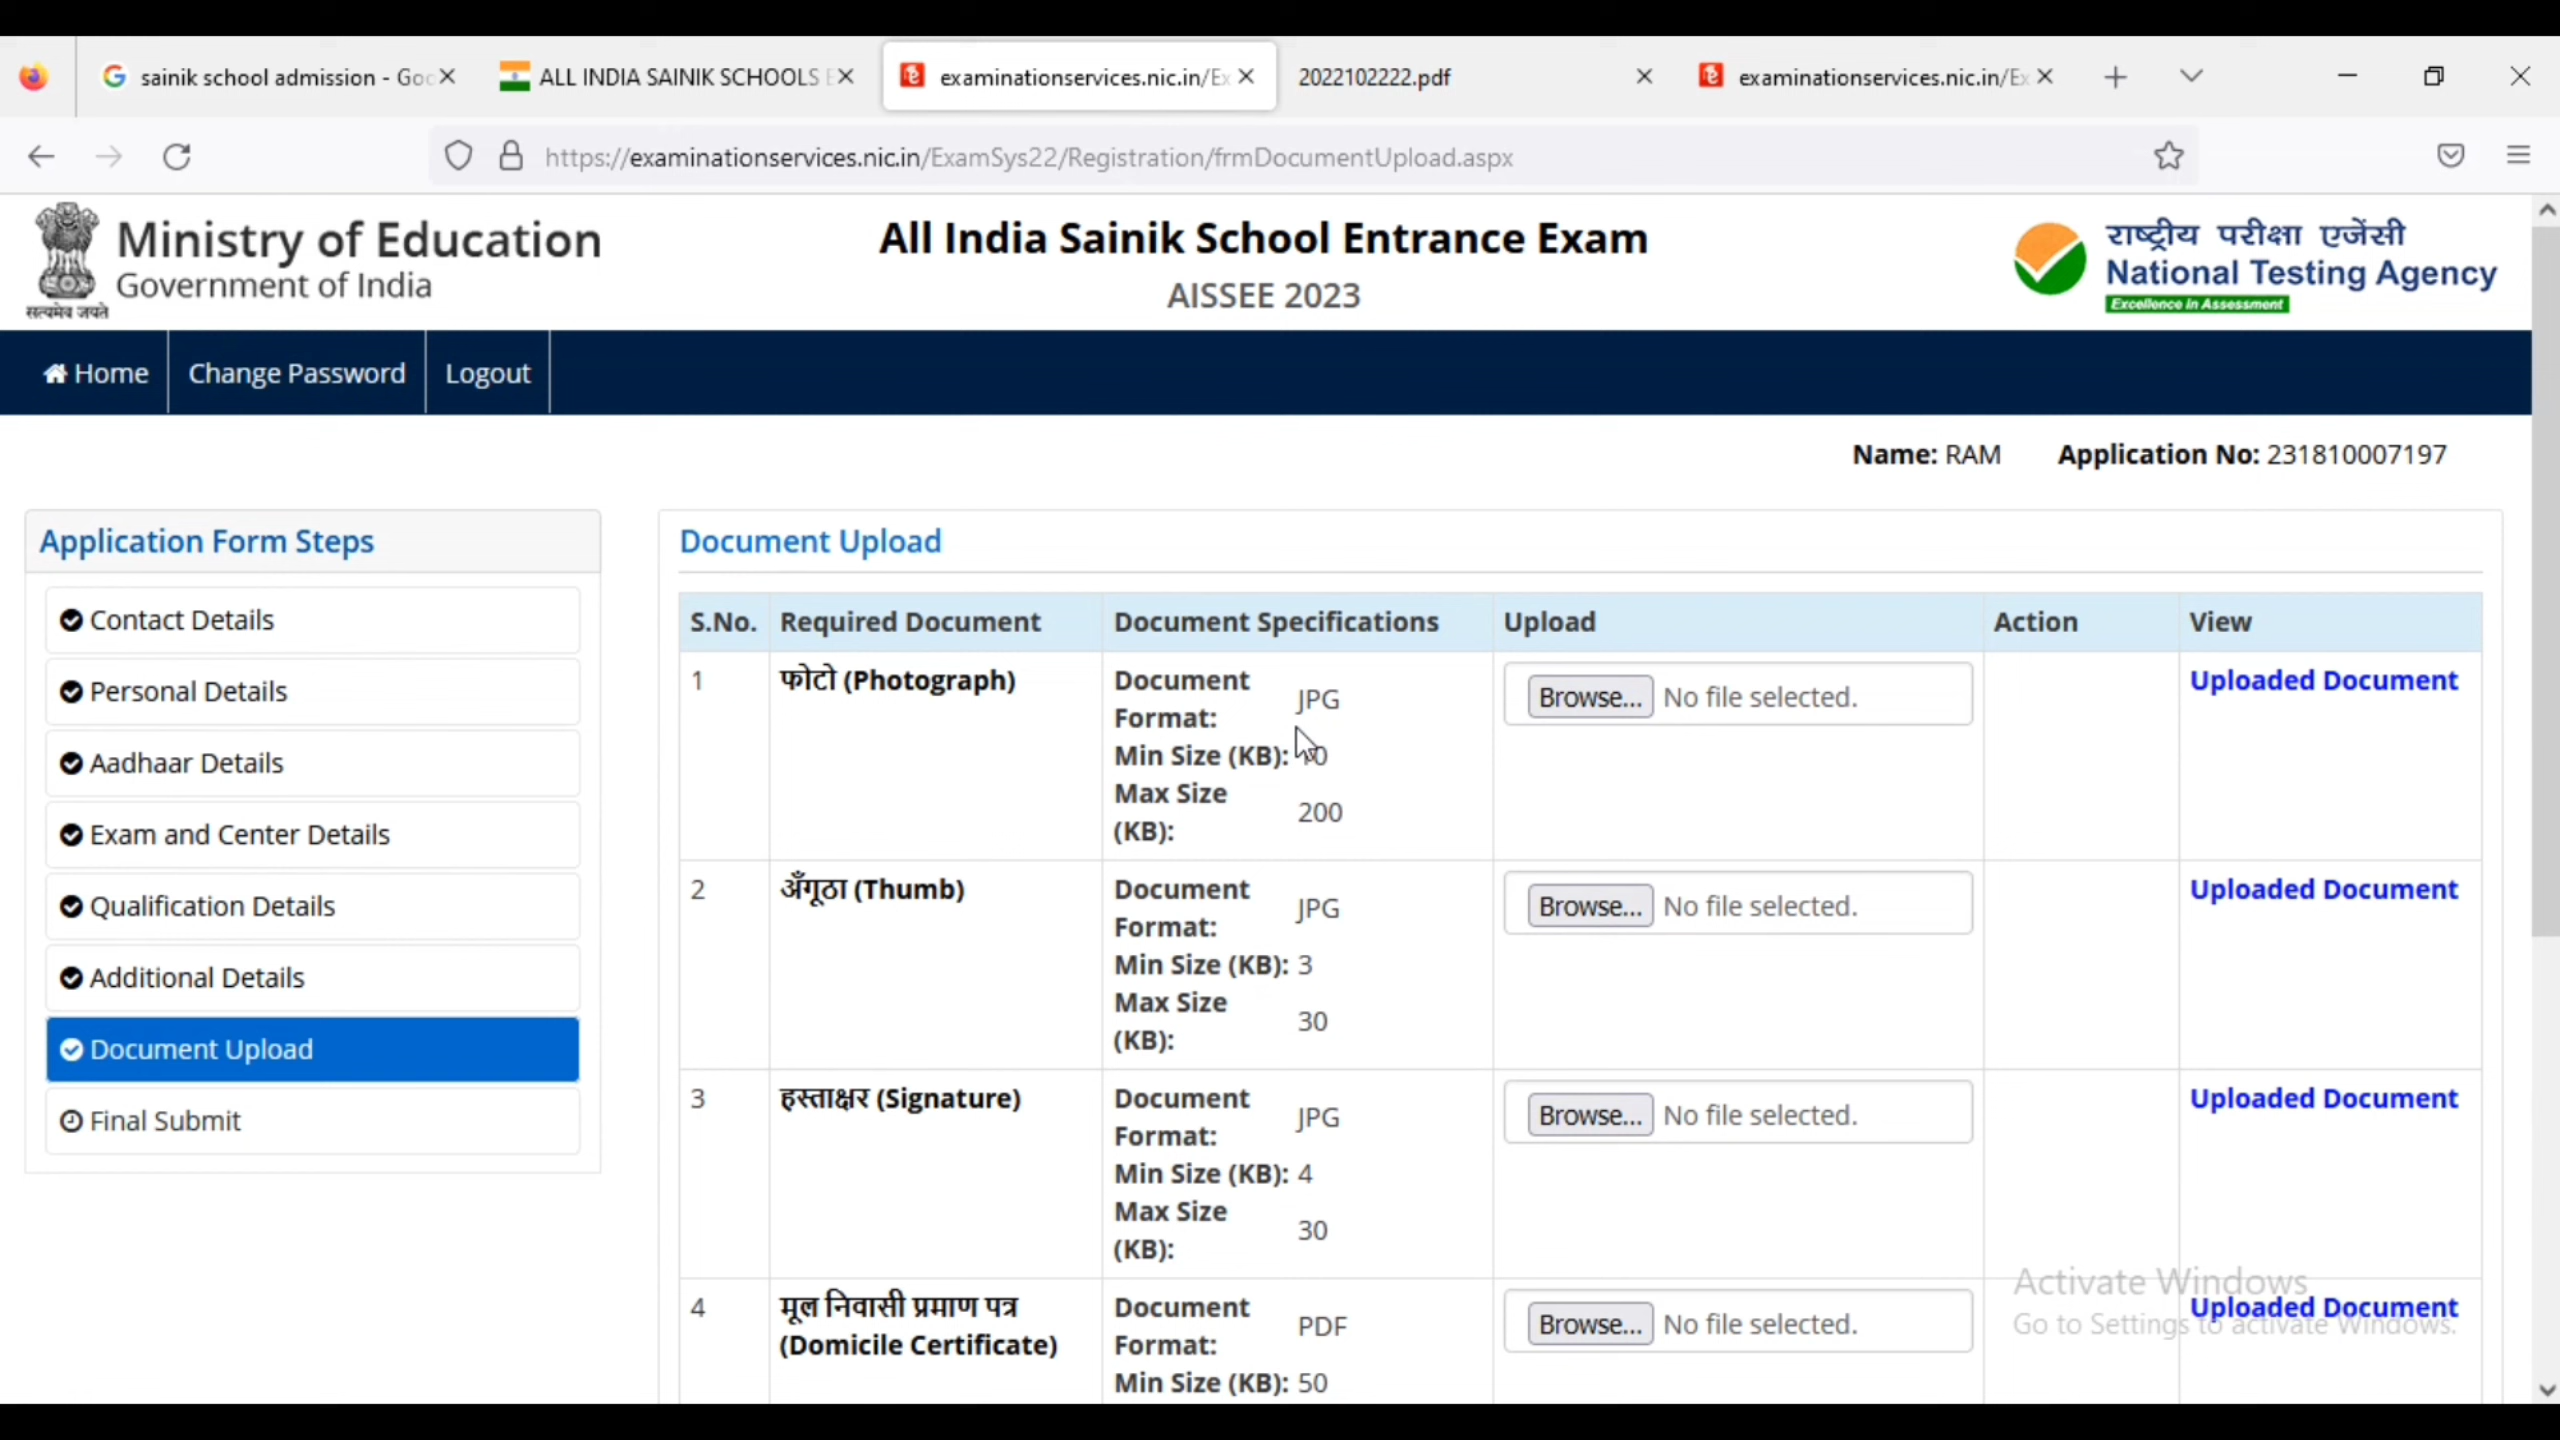 sainik school admission - Goo
ALL INDIA SAINIK SCHOOLS E
examinationservices.nic.in/Ex
2022102222.pdf
examinationservices.nic.in/Ex
https://examinationservices.nic.in/ExamSys22/Registration/frmDocumentUpload.aspx
Ministry of Education
Government of India
सत्यमेव जयते
All India Sainik School Entrance Exam
AISSEE 2023
राष्ट्रीय परीक्षा एजेंसी
National Testing Agency
Excellence in Assessment
Home Change Password Logout
Name: RAM Application No: 231810007197
Application Form Steps
Contact Details
Personal Details
Aadhaar Details
Exam and Center Details
Qualification Details
Additional Details
Document Upload
Final Submit
Document Upload
S.No. Required Document Document Specifications Upload Action View
1 फोटो (Photograph) Document Format: JPG Browse... No file selected. Uploaded Document
Min Size (KB):
Max Size (KB): 200
2 अँगूठा (Thumb) Document Format: JPG Browse... No file selected. Uploaded Document
Min Size (KB): 3
Max Size (KB): 30
3 हस्ताक्षर (Signature) Document Format: JPG Browse... No file selected. Uploaded Document
Min Size (KB): 4
Max Size (KB): 30
4 मूल निवासी प्रमाण पत्र (Domicile Certificate) Document Format: PDF Browse... No file selected. Uploaded Document
Min Size (KB): 50
Activate Windows
Go to Settings to activate Windows.